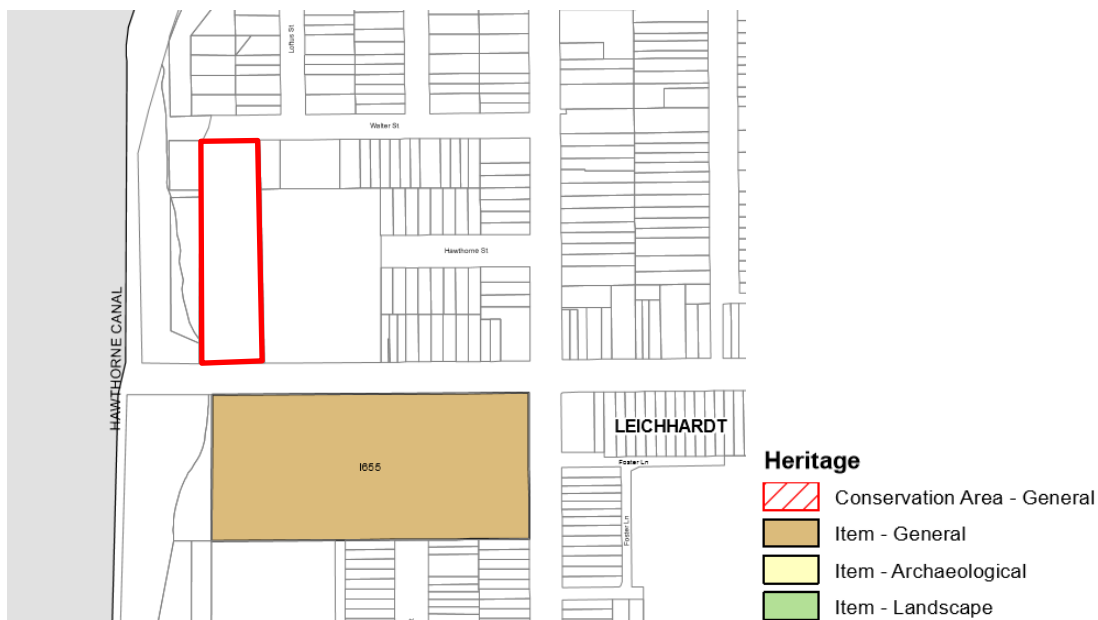 Loftus St
Walter St
Hawthorne St
HAWTHORNE CANAL
I655
LEICHHARDT
Foster Ln
Foster Ln
Heritage
Conservation Area - General
Item - General
Item - Archaeological
Item - Landscape